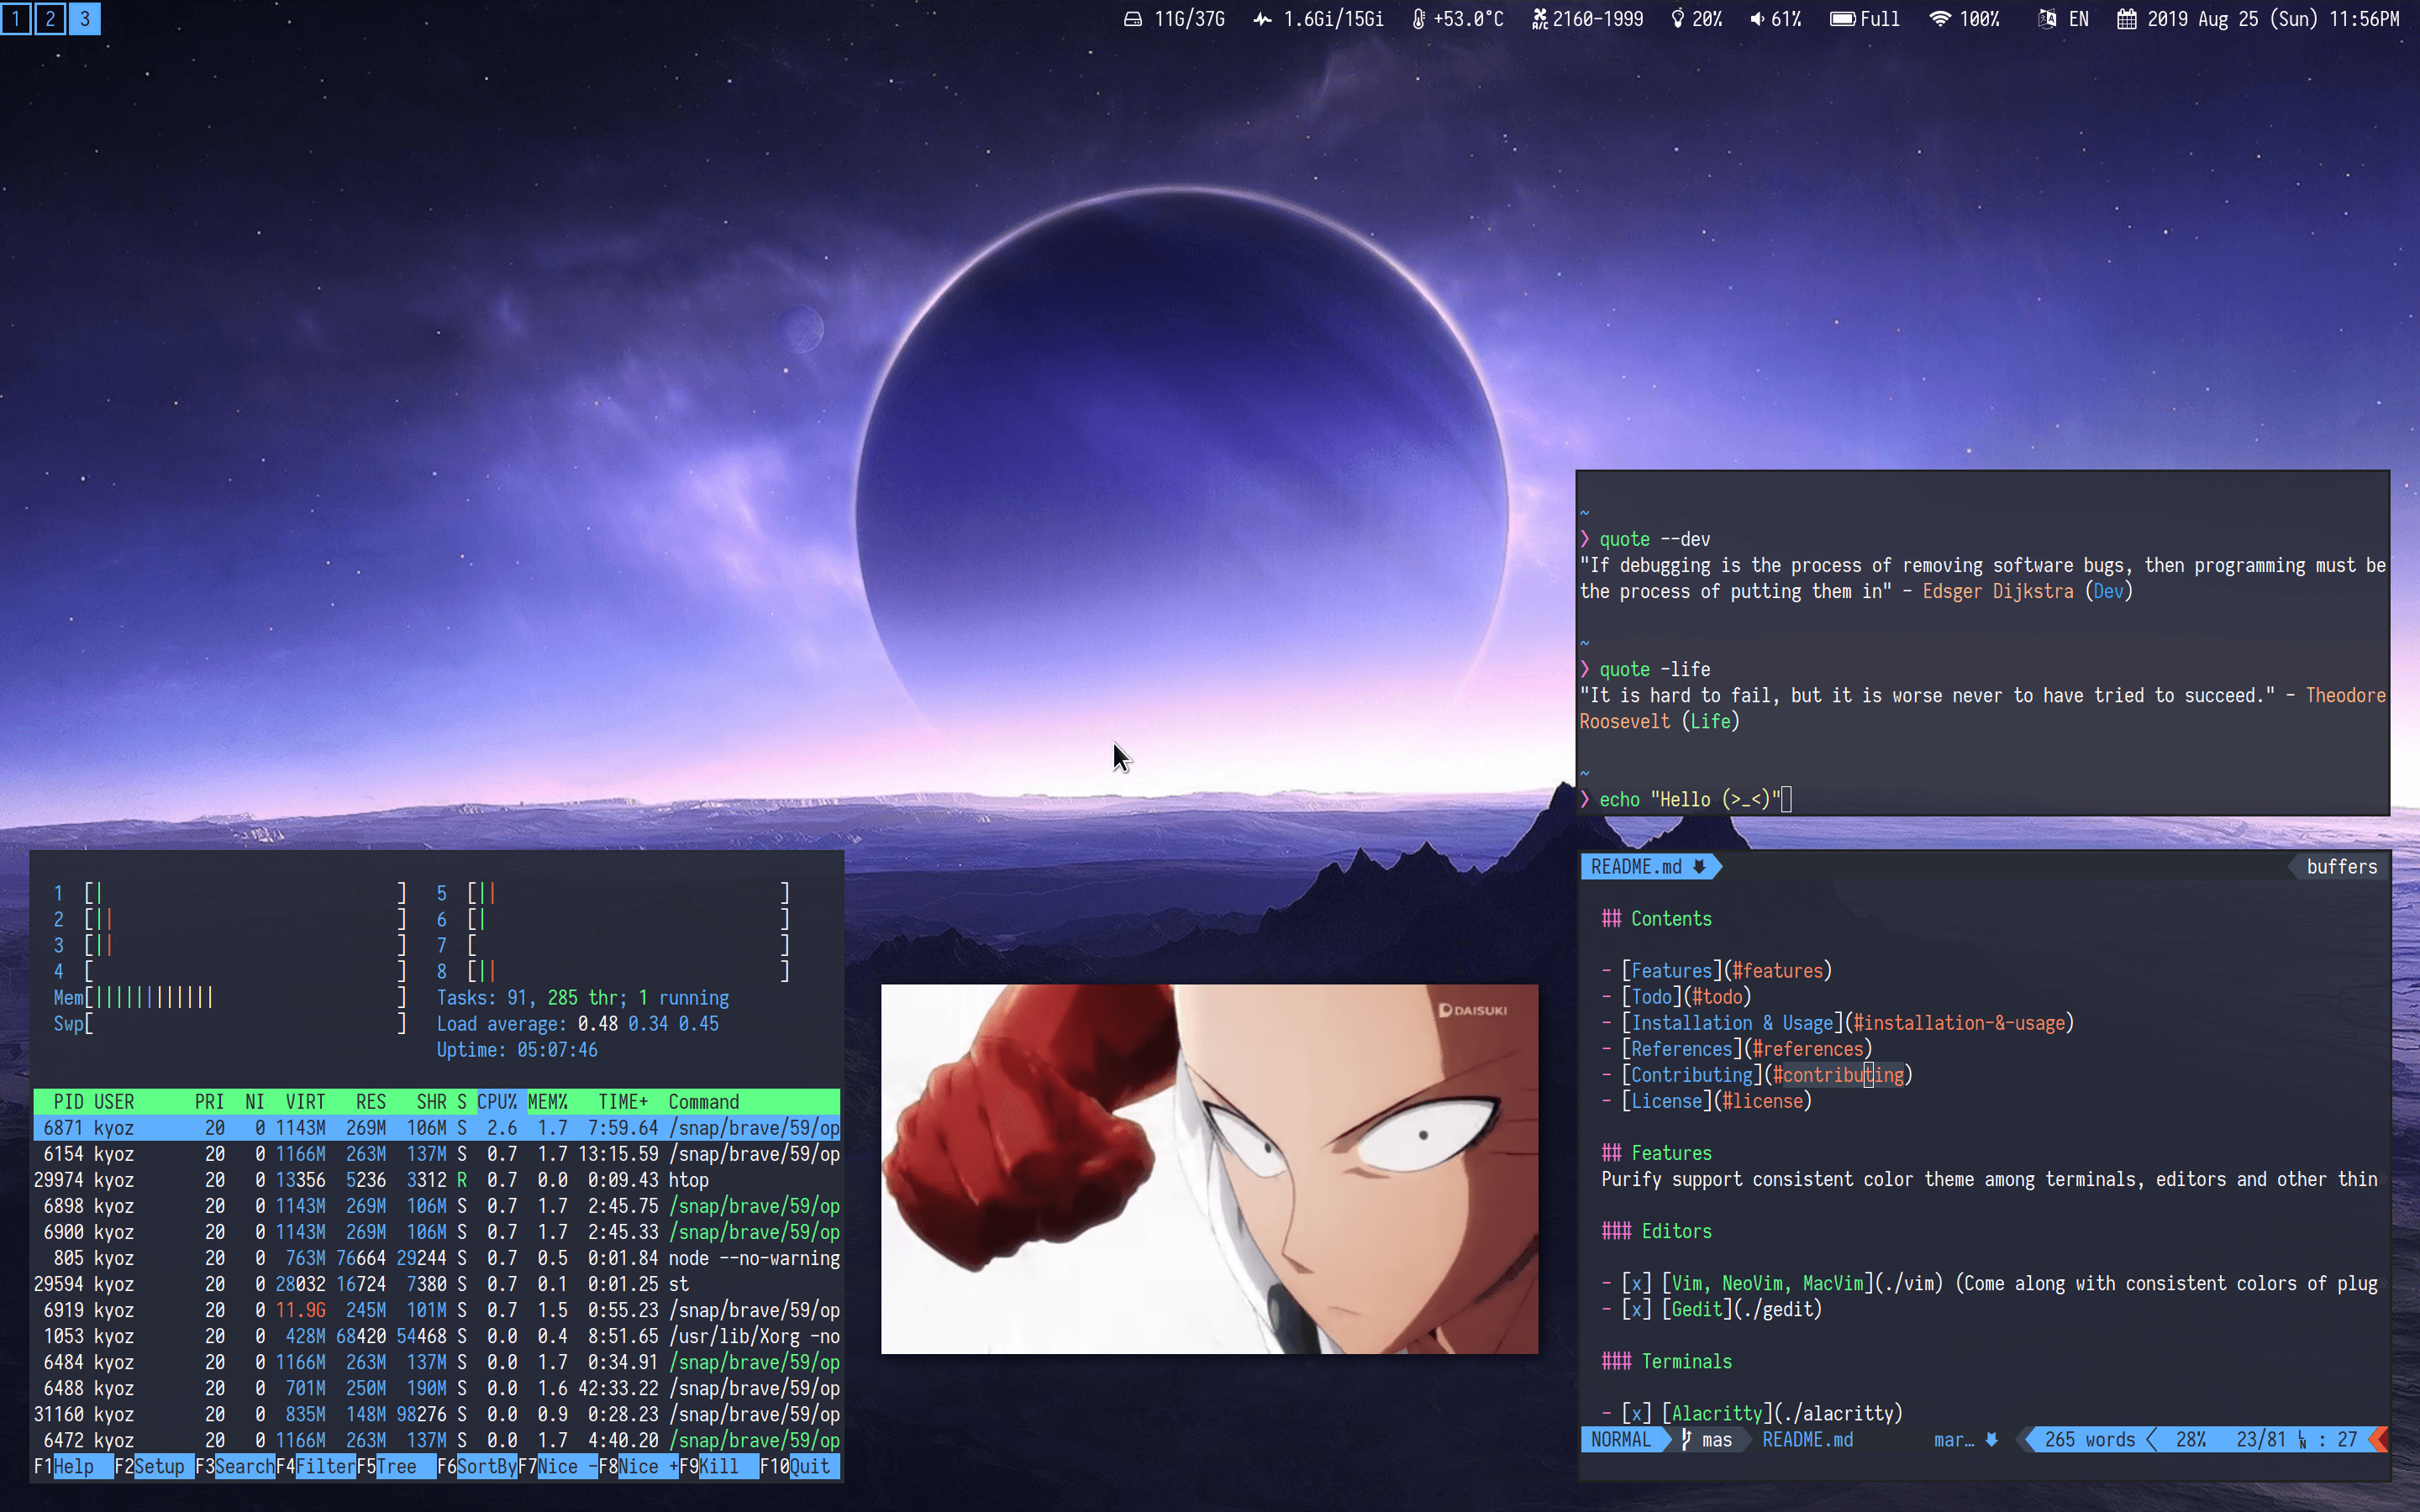 1 2 3 11G/37G 1.6Gi/15Gi +53.0°C A/C 2160-1999 20% 61% Full 100% EN 2019 Aug 25 (Sun) 11:56PM
~
❯ quote --dev
"If debugging is the process of removing software bugs, then programming must be
the process of putting them in" - Edsger Dijkstra (Dev)
~
❯ quote -life
"It is hard to fail, but it is worse never to have tried to succeed." - Theodore
Roosevelt (Life)
~
❯ echo "Hello (>_<)"
1 [|| ] 5 [|| ]
2 [|| ] 6 [| ]
3 [|| ] 7 [ ]
4 [ ] 8 [|| ]
Mem[|||||||||||| ] Tasks: 91, 285 thr; 1 running
Swp[ ] Load average: 0.48 0.34 0.45
Uptime: 05:07:46
PID USER PRI NI VIRT RES SHR S CPU% MEM% TIME+ Command
6871 kyoz 20 0 1143M 269M 106M S 2.6 1.7 7:59.64 /snap/brave/59/op
6154 kyoz 20 0 1166M 263M 137M S 0.7 1.7 13:15.59 /snap/brave/59/op
29974 kyoz 20 0 13356 5236 3312 R 0.7 0.0 0:09.43 htop
6898 kyoz 20 0 1143M 269M 106M S 0.7 1.7 2:45.75 /snap/brave/59/op
6900 kyoz 20 0 1143M 269M 106M S 0.7 1.7 2:45.33 /snap/brave/59/op
805 kyoz 20 0 763M 76664 29244 S 0.7 0.5 0:01.84 node --no-warning
29594 kyoz 20 0 28032 16724 7380 S 0.7 0.1 0:01.25 st
6919 kyoz 20 0 11.9G 245M 101M S 0.7 1.5 0:55.23 /snap/brave/59/op
1053 kyoz 20 0 428M 68420 54468 S 0.0 0.4 8:51.65 /usr/lib/Xorg -no
6484 kyoz 20 0 1166M 263M 137M S 0.0 1.7 0:34.91 /snap/brave/59/op
6488 kyoz 20 0 701M 250M 190M S 0.0 1.6 42:33.22 /snap/brave/59/op
31160 kyoz 20 0 835M 148M 98276 S 0.0 0.9 0:28.23 /snap/brave/59/op
6472 kyoz 20 0 1166M 263M 137M S 0.0 1.7 4:40.20 /snap/brave/59/op
F1Help F2Setup F3SearchF4FilterF5Tree F6SortByF7Nice -F8Nice +F9Kill F10Quit
DAISUKI
README.md buffers
## Contents
- [Features](#features)
- [Todo](#todo)
- [Installation & Usage](#installation-&-usage)
- [References](#references)
- [Contributing](#contributing)
- [License](#license)
## Features
Purify support consistent color theme among terminals, editors and other thin
### Editors
- [x] [Vim, NeoVim, MacVim](./vim) (Come along with consistent colors of plug
- [x] [Gedit](./gedit)
### Terminals
- [x] [Alacritty](./alacritty)
NORMAL mas README.md mar… 265 words 28% 23/81 LN : 27